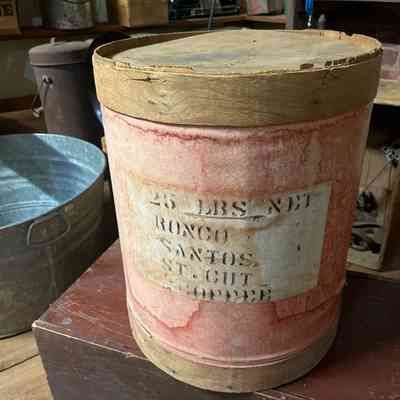 25 LBS NET
RONCO
SANTOS
ST. CUT
COFFEE